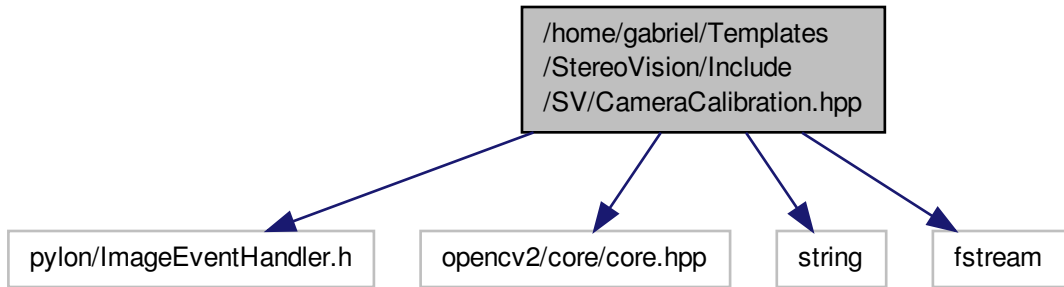 /home/gabriel/Templates
/StereoVision/Include
/SV/CameraCalibration.hpp
pylon/ImageEventHandler.h
opencv2/core/core.hpp
string
fstream